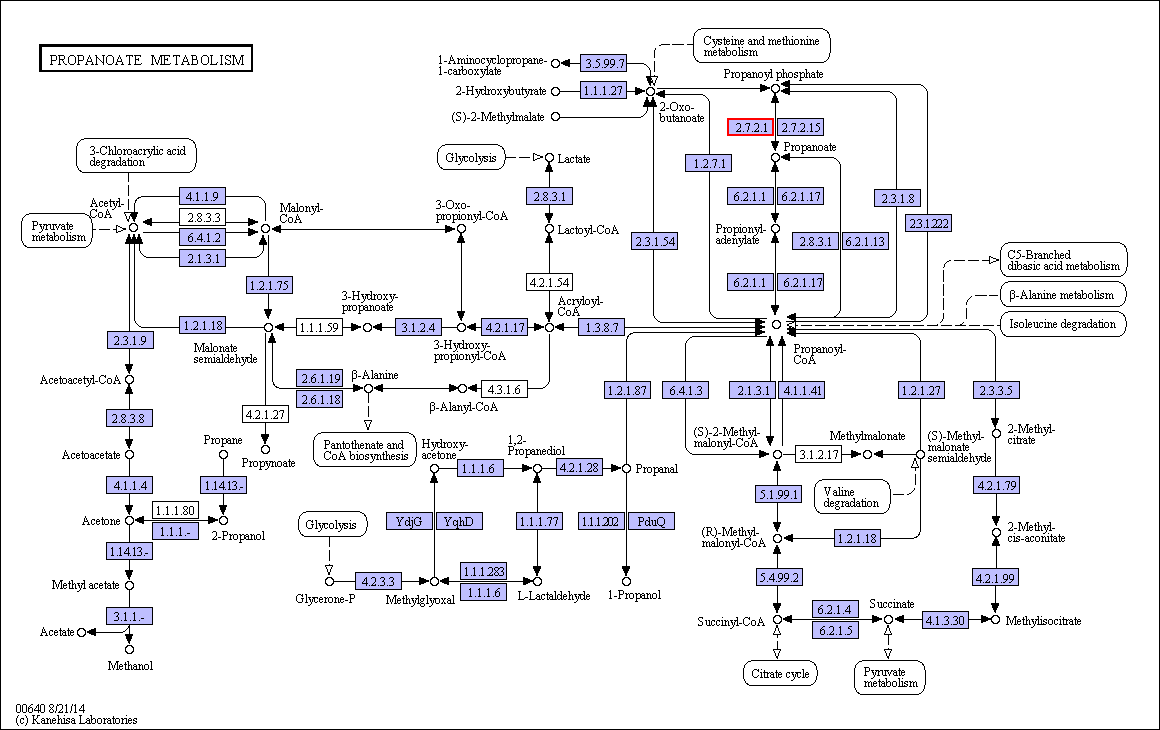 PROPANOATE METABOLISM
Cysteine and methionine
metabolism
1-Aminocyclopropane-
1-carboxylate
3.5.99.7
Propanoyl phosphate
2-Hydroxybutyrate
1.1.1.27
2-Oxo-
butanoate
(S)-2-Methylmalate
2.7.2.1
2.7.2.15
3-Chloroacrylic acid
degradation
Glycolysis
Lactate
Propanoate
1.2.7.1
Acetyl-
CoA
4.1.1.9
2.8.3.3
6.4.1.2
2.1.3.1
Malonyl-
CoA
3-Oxo-
propionyl-CoA
2.8.3.1
6.2.1.1
6.2.1.17
2.3.1.8
2.3.1.222
Pyruvate
metabolism
Lactoyl-CoA
Propionyl-
adenylate
2.3.1.54
2.8.3.1
6.2.1.13
C5-Branched
dibasic acid metabolism
1.2.1.75
4.2.1.54
6.2.1.1
6.2.1.17
β-Alanine metabolism
3-Hydroxy-
propanoate
Acryloyl-
CoA
Isoleucine degradation
1.2.1.18
1.1.1.59
3.1.2.4
4.2.1.17
1.3.8.7
2.3.1.9
Malonate
semialdehyde
3-Hydroxy-
propionyl-CoA
Propanoyl-
CoA
Acetoacetyl-CoA
2.6.1.19
2.6.1.18
β-Alanine
4.3.1.6
β-Alanyl-CoA
1.2.1.87
6.4.1.3
2.1.3.1
4.1.1.41
1.2.1.27
2.3.3.5
2.8.3.8
4.2.1.27
Propynoate
Pantothenate and
CoA biosynthesis
Acetoacetate
Propane
Hydroxy-
acetone
1,2-
Propanediol
(S)-2-Methyl-
malonyl-CoA
Methylmalonate
(S)-Methyl-
malonate
semialdehyde
2-Methyl-
citrate
1.1.1.6
4.2.1.28
Propanal
3.1.2.17
4.1.1.4
1.14.13.-
5.1.99.1
Valine
degradation
4.2.1.79
Acetone
1.1.1.80
1.1.1.-
2-Propanol
Glycolysis
YdjG
YqhD
1.1.1.77
1.1.1.202
PduQ
(R)-Methyl-
malonyl-CoA
1.2.1.18
2-Methyl-
cis-aconitate
1.14.13.-
Methyl acetate
Glycerone-P
4.2.3.3
Methylglyoxal
1.1.1.283
1.1.1.6
L-Lactaldehyde
1-Propanol
5.4.99.2
4.2.1.99
3.1.1.-
Acetate
Methanol
Succinyl-CoA
6.2.1.4
6.2.1.5
Succinate
4.1.3.30
Methylisocitrate
Citrate cycle
Pyruvate
metabolism
00640 8/21/14
(c) Kanehisa Laboratories